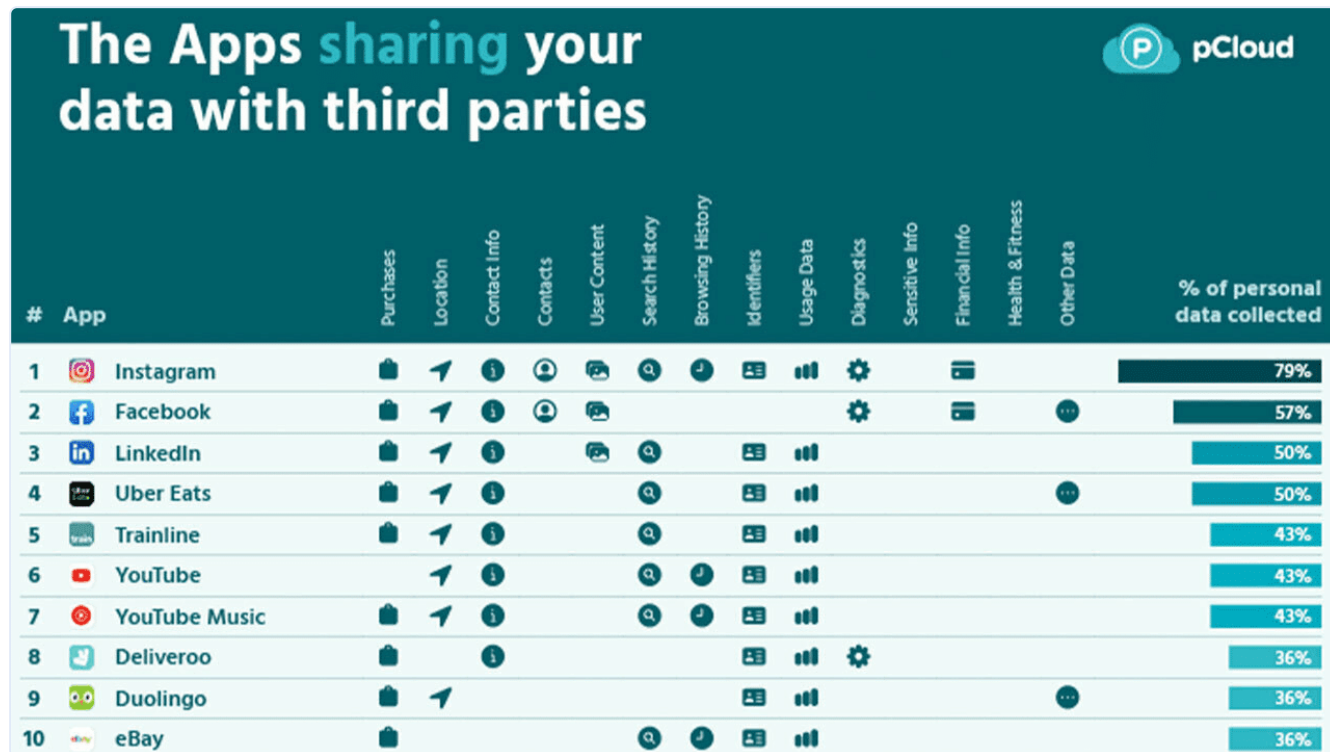 The Apps sharing your
data with third parties
pCloud
# App Purchases Location Contact Info Contacts User Content Search History Browsing History Identifiers Usage Data Diagnostics Sensitive Info Financial Info Health & Fitness Other Data % of personal
data collected
1 Instagram 79%
2 Facebook 57%
3 in LinkedIn 50%
4 Uber Eats 50%
5 train Trainline 43%
6 YouTube 43%
7 YouTube Music 43%
8 Deliveroo 36%
9 Duolingo 36%
10 ebay eBay 36%